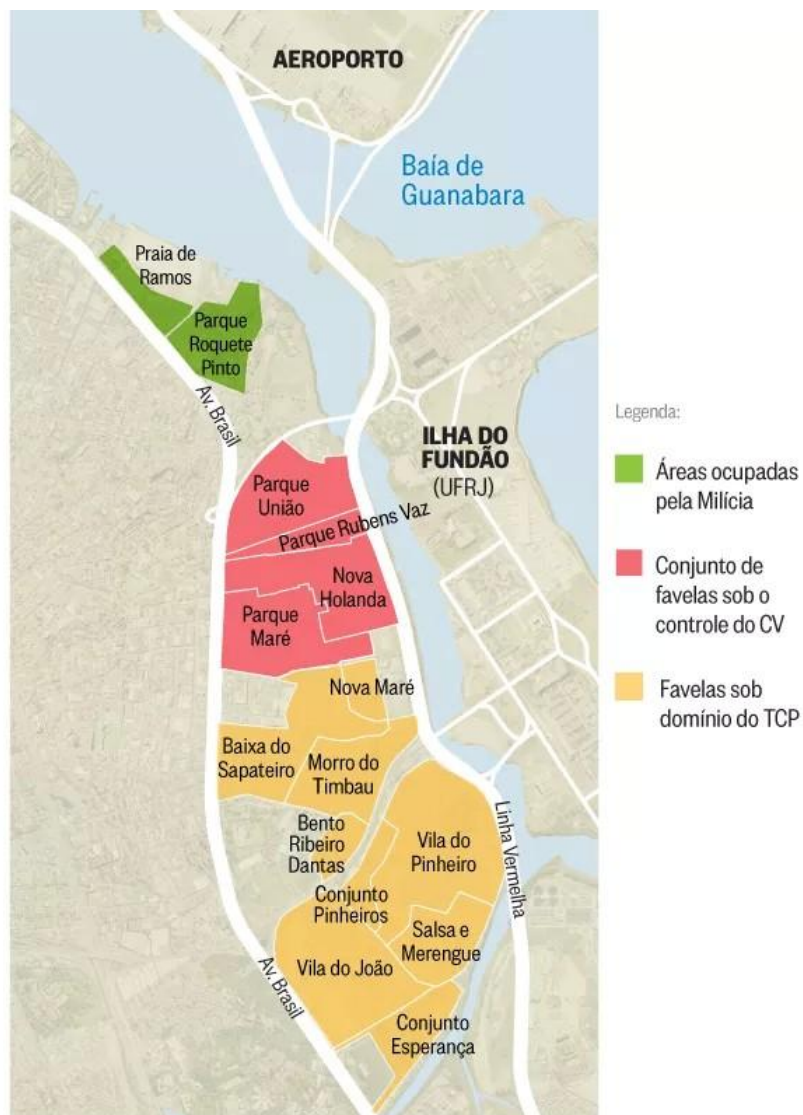 AEROPORTO
Baía de
Guanabara
Praia de
Ramos
Parque
Roquete
Pinto
Av. Brasil
ILHA DO
FUNDÃO
(UFRJ)
Parque
União
Parque Rubens Vaz
Nova
Holanda
Parque
Maré
Nova Maré
Baixa do
Sapateiro
Morro do
Timbau
Bento
Ribeiro
Dantas
Vila do
Pinheiro
Linha Vermelha
Conjunto
Pinheiros
Salsa e
Merengue
Vila do João
Av. Brasil
Conjunto
Esperança
Legenda:
Áreas ocupadas
pela Milícia
Conjunto de
favelas sob o
controle do CV
Favelas sob
domínio do TCP